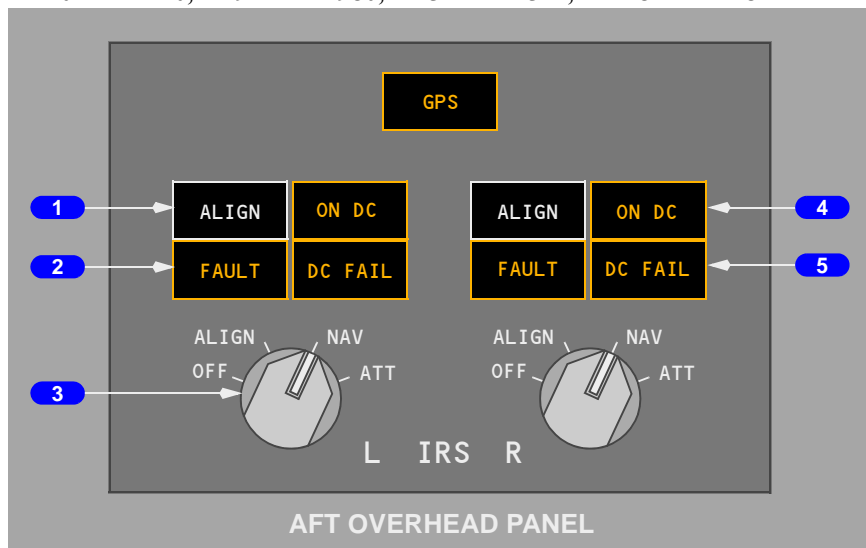 GPS
1 ALIGN ON DC ALIGN ON DC 4
2 FAULT DC FAIL FAULT DC FAIL 5
ALIGN NAV ALIGN NAV
OFF ATT OFF ATT
3
L IRS R
AFT OVERHEAD PANEL